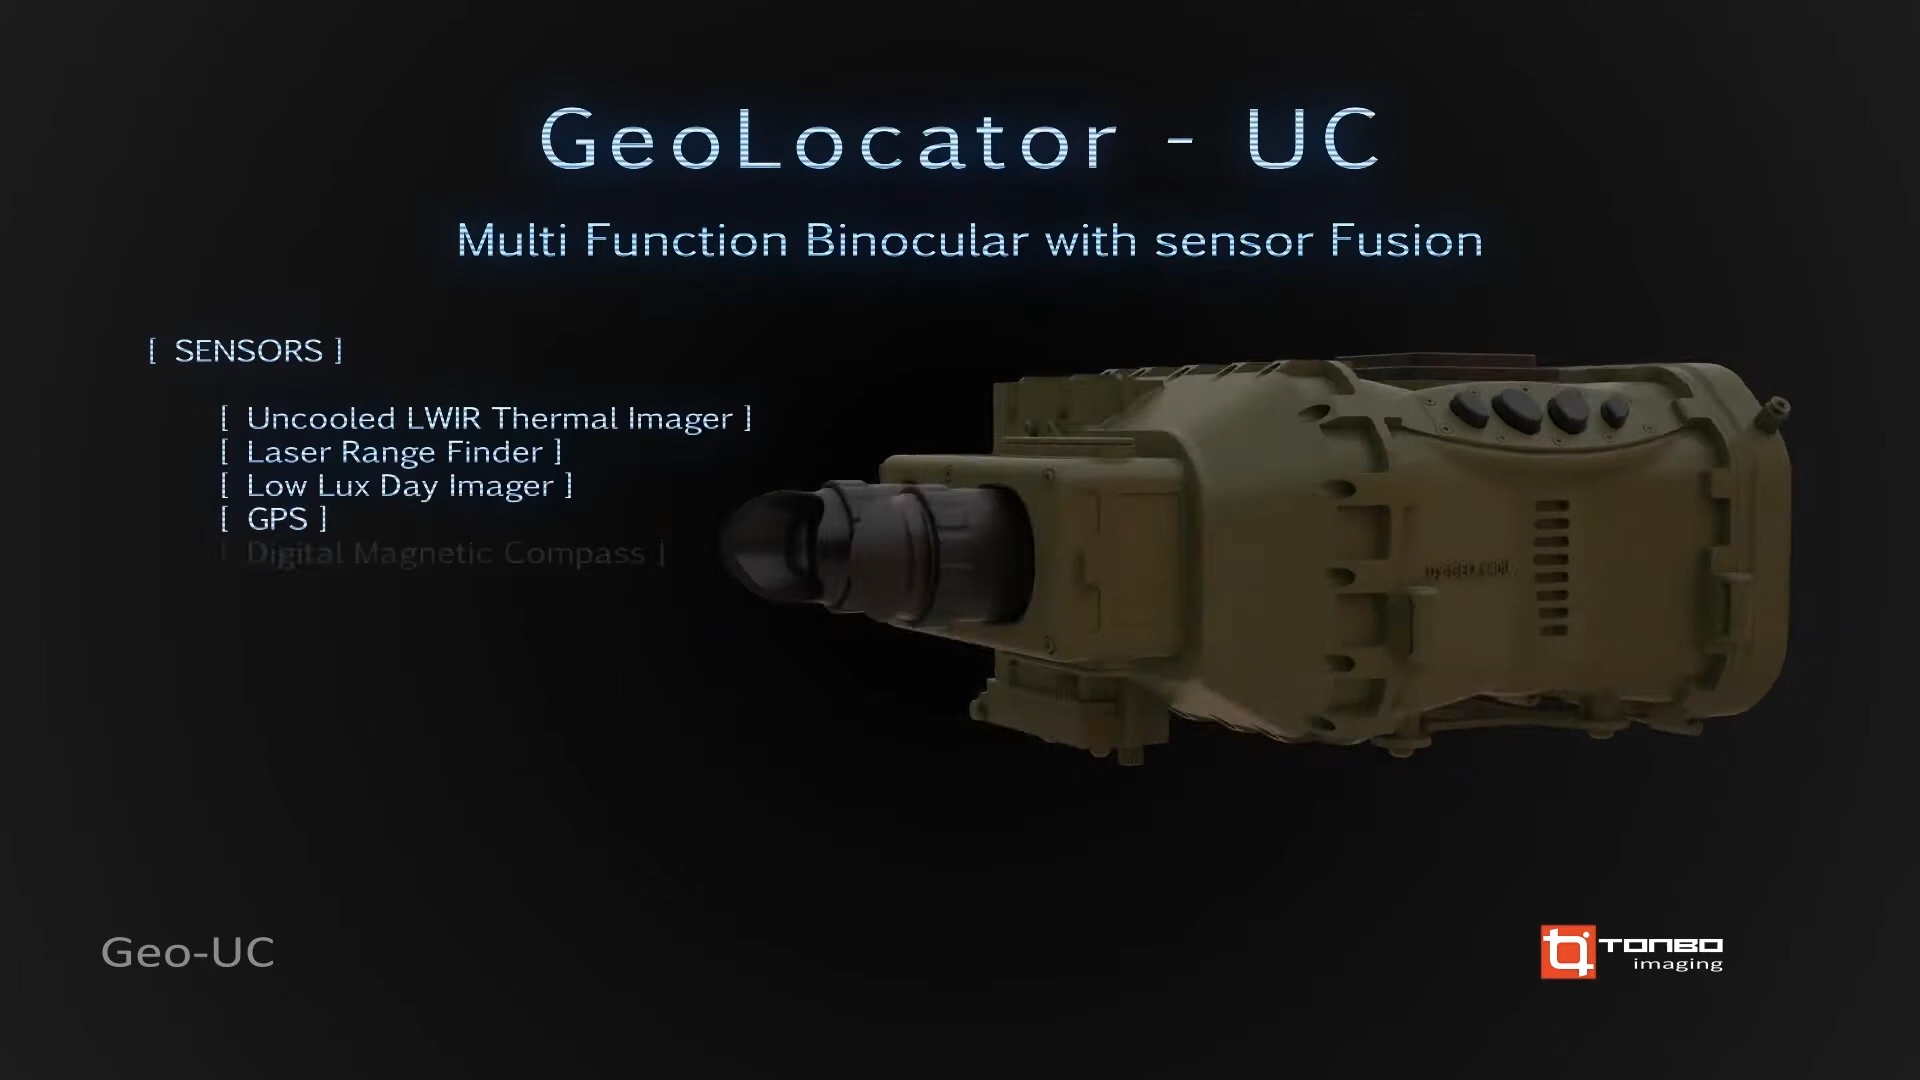 GeoLocator - UC
Multi Function Binocular with sensor Fusion
[ SENSORS ]
[ Uncooled LWIR Thermal Imager ]
[ Laser Range Finder ]
[ Low Lux Day Imager ]
[ GPS ]
[ Digital Magnetic Compass ]
Geo-UC
TONBO
imaging